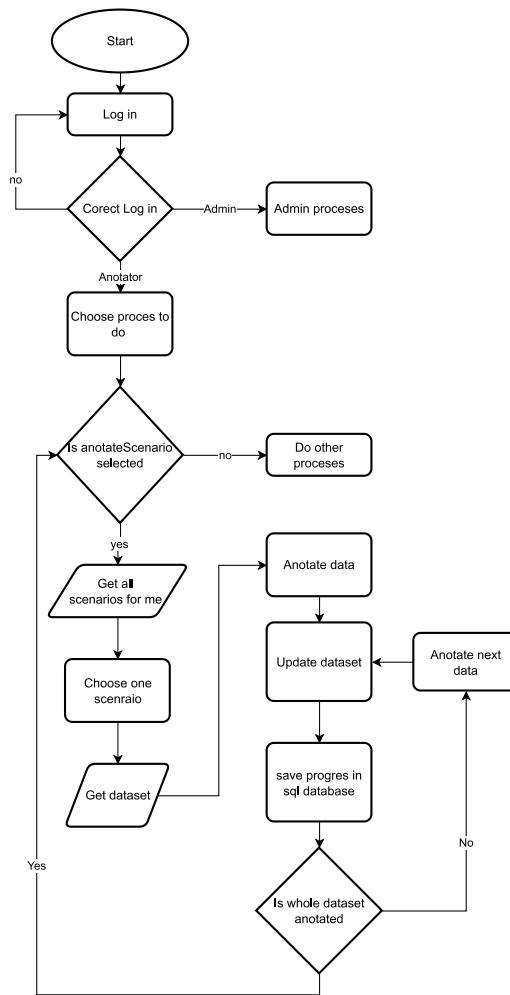 Start
Log in
no
Corect Log in
Admin
Admin proceses
Anotator
Choose proces to
do
Is anotateScenario
selected
no
Do other
proceses
yes
Get all
scenarios for me
Anotate data
Choose one
scenraio
Update dataset
Anotate next
data
Get dataset
save progres in
sql database
No
Yes
Is whole dataset
anotated